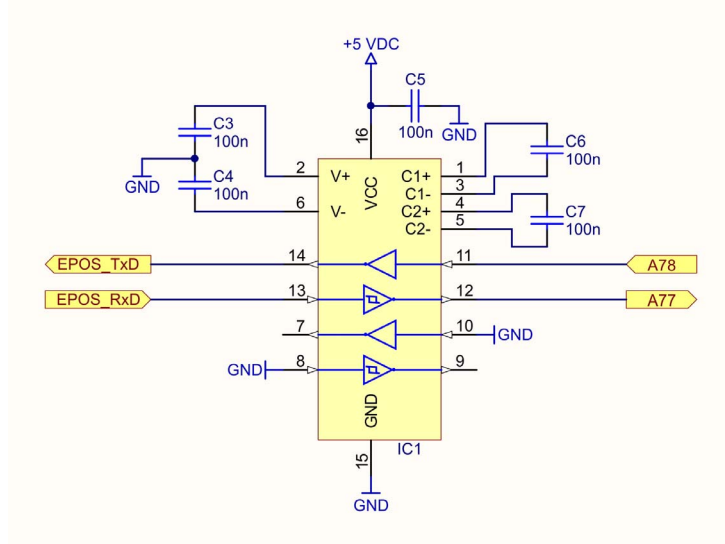 +5 VDC
C5
100n
GND
C3
100n
C4
100n
GND
C6
100n
C7
100n
16
VCC
2
V+
6
V-
C1+
1
C1-
3
C2+
4
C2-
5
EPOS_TxD
14
11
A78
EPOS_RxD
13
12
A77
7
10
GND
GND
8
9
GND
IC1
15
GND